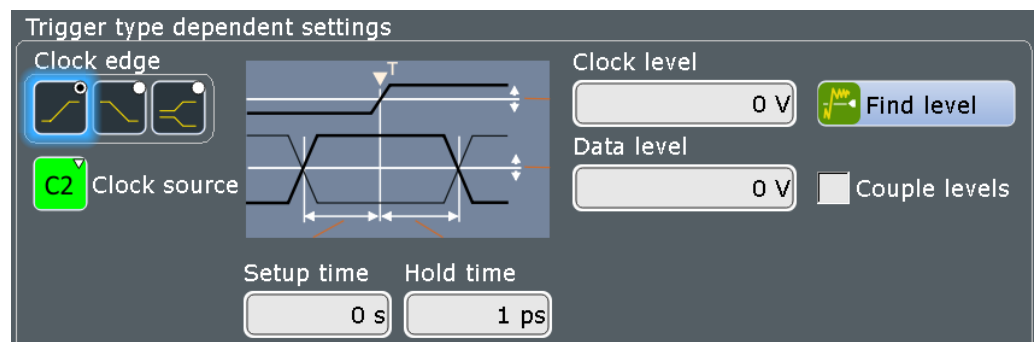 Trigger type dependent settings
Clock edge
C2 Clock source
T
Setup time
0 s
Hold time
1 ps
Clock level
0 V
Find level
Data level
0 V
Couple levels